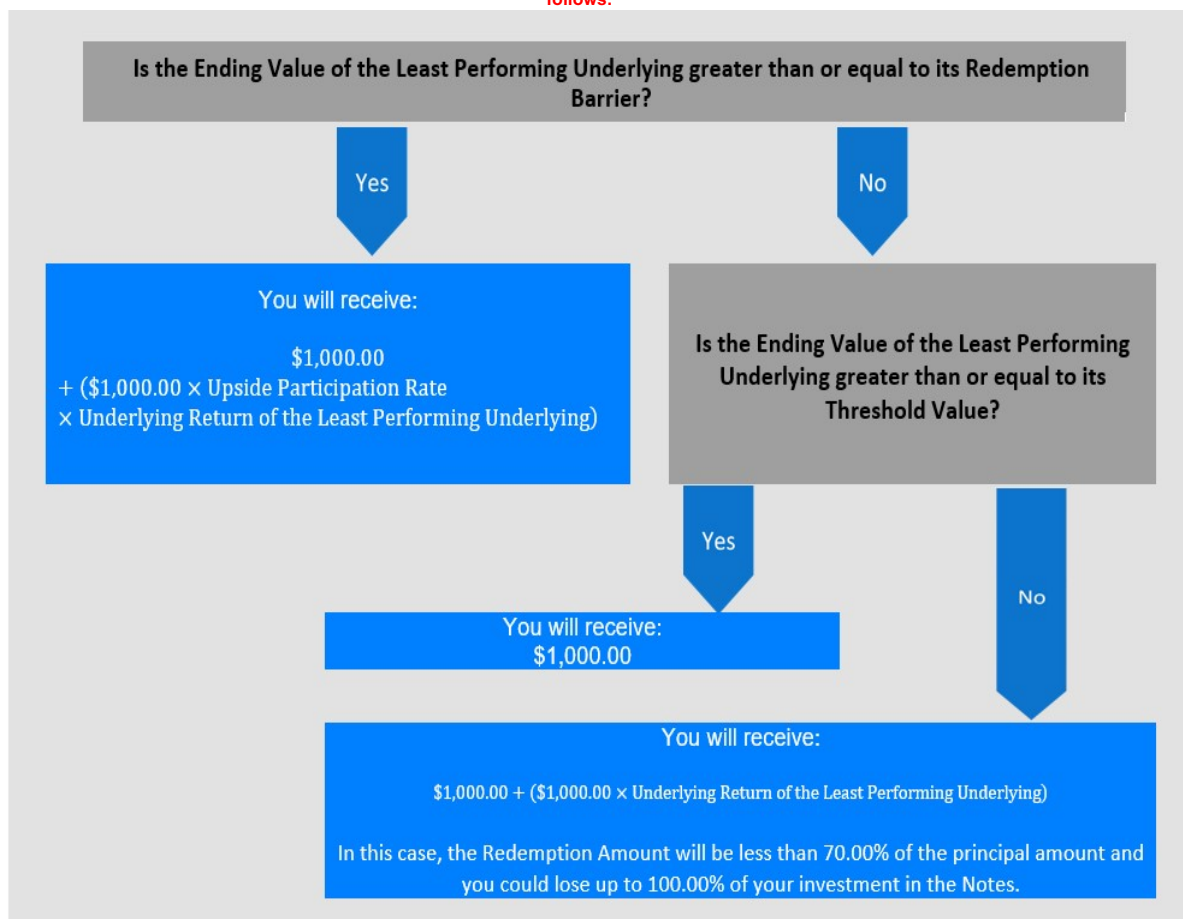 follows:
Is the Ending Value of the Least Performing Underlying greater than or equal to its Redemption
Barrier?
Yes
No
You will receive:
$1,000.00
+ ($1,000.00 × Upside Participation Rate
× Underlying Return of the Least Performing Underlying)
Is the Ending Value of the Least Performing
Underlying greater than or equal to its
Threshold Value?
Yes
No
You will receive:
$1,000.00
You will receive:
$1,000.00 + ($1,000.00 × Underlying Return of the Least Performing Underlying)
In this case, the Redemption Amount will be less than 70.00% of the principal amount and
you could lose up to 100.00% of your investment in the Notes.